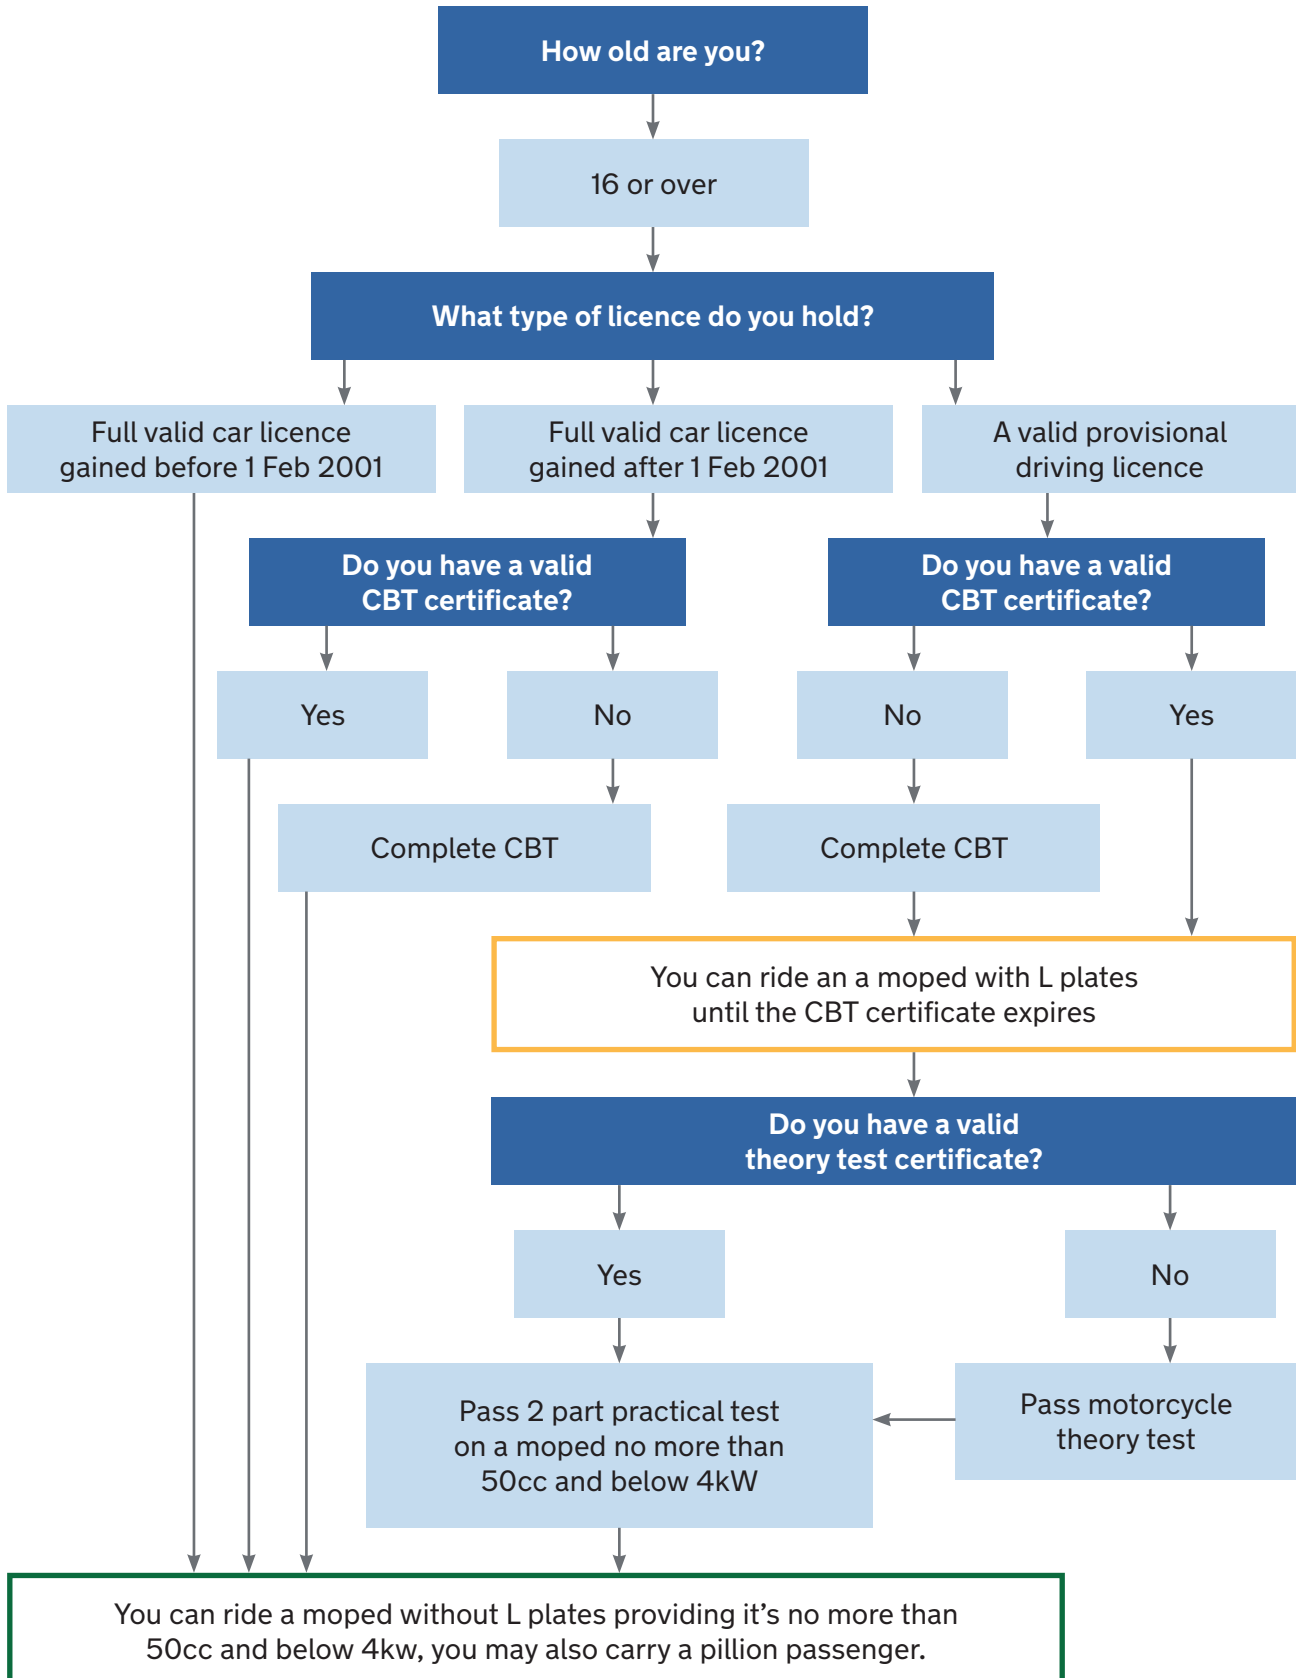 How old are you?
16 or over
What type of licence do you hold?
Full valid car licence
gained before 1 Feb 2001
Full valid car licence
gained after 1 Feb 2001
A valid provisional
driving licence
Do you have a valid
CBT certificate?
Do you have a valid
CBT certificate?
Yes
No
No
Yes
Complete CBT
Complete CBT
You can ride an a moped with L plates
until the CBT certificate expires
Do you have a valid
theory test certificate?
Yes
No
Pass 2 part practical test
on a moped no more than
50cc and below 4kW
Pass motorcycle
theory test
You can ride a moped without L plates providing it's no more than
50cc and below 4kw, you may also carry a pillion passenger.